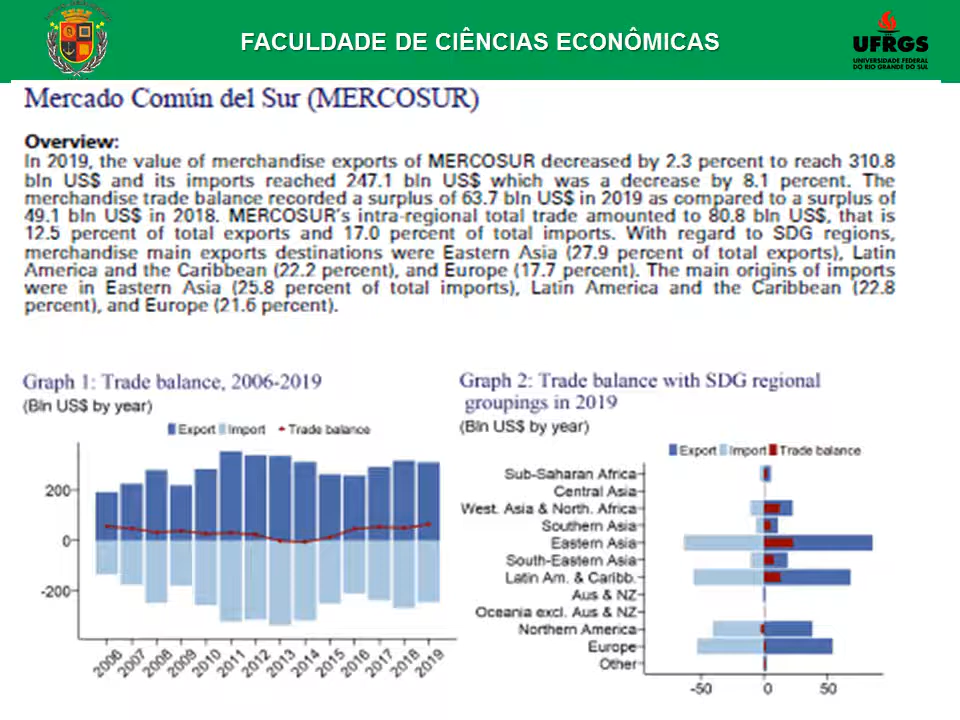 FACULDADE DE CIÊNCIAS ECONÔMICAS
UFRGS
UNIVERSIDADE FEDERAL
DO RIO GRANDE DO SUL
Mercado Común del Sur (MERCOSUR)
Overview:
In 2019, the value of merchandise exports of MERCOSUR decreased by 2.3 percent to reach 310.8
bln US$ and its imports reached 247.1 bln US$ which was a decrease by 8.1 percent. The
merchandise trade balance recorded a surplus of 63.7 bln US$ in 2019 as compared to a surplus of
49.1 bln US$ in 2018. MERCOSUR's intra-regional total trade amounted to 80.8 bln US$, that is
12.5 percent of total exports and 17.0 percent of total imports. With regard to SDG regions,
merchandise main exports destinations were Eastern Asia (27.9 percent of total exports), Latin
America and the Caribbean (22.2 percent), and Europe (17.7 percent). The main origins of imports
were in Eastern Asia (25.8 percent of total imports), Latin America and the Caribbean (22.8
percent), and Europe (21.6 percent).
Graph 1: Trade balance, 2006-2019
(Bln US$ by year)
Export Import Trade balance
200
0
-200
2006 2007 2008 2009 2010 2011 2012 2013 2014 2015 2016 2017 2018 2019
Graph 2: Trade balance with SDG regional
groupings in 2019
(Bln US$ by year)
Export Import Trade balance
Sub-Saharan Africa
Central Asia
West. Asia & North. Africa
Southern Asia
Eastern Asia
South-Eastern Asia
Latin Am. & Caribb.
Aus & NZ
Oceania excl. Aus & NZ
Northern America
Europe
Other
-50 0 50